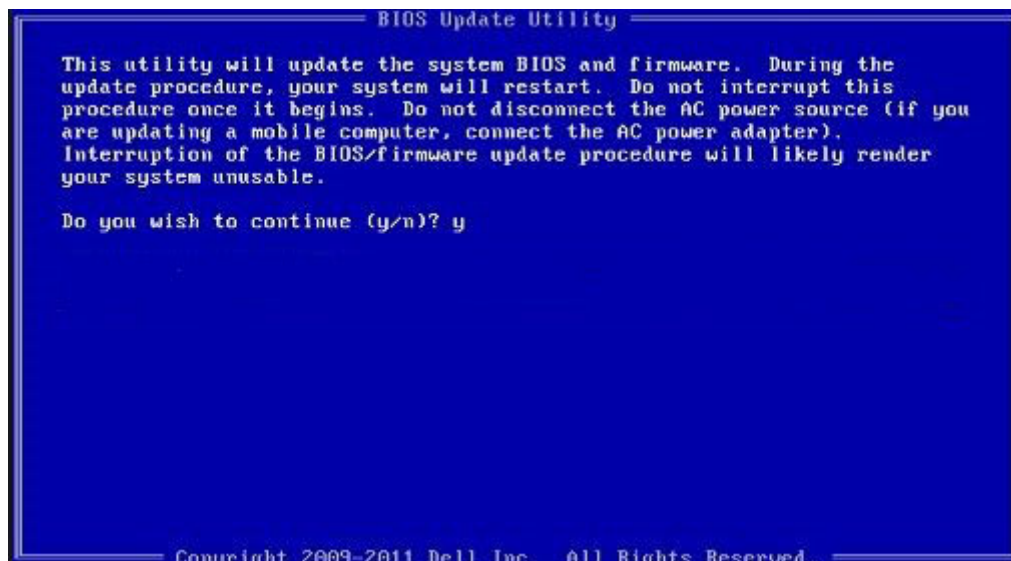 BIOS Update Utility
This utility will update the system BIOS and firmware.  During the
update procedure, your system will restart.  Do not interrupt this
procedure once it begins.  Do not disconnect the AC power source (if you
are updating a mobile computer, connect the AC power adapter).
Interruption of the BIOS/firmware update procedure will likely render
your system unusable.
Do you wish to continue (y/n)? y
Copyright 2009-2011 Dell Inc.  All Rights Reserved.